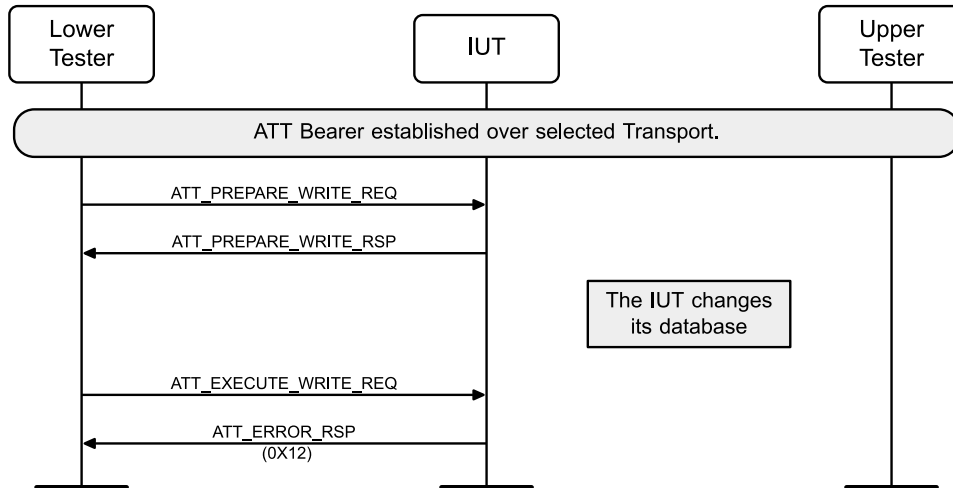 Lower
Tester
IUT
Upper
Tester
ATT Bearer established over selected Transport.
ATT_PREPARE_WRITE_REQ
ATT_PREPARE_WRITE_RSP
The IUT changes
its database
ATT_EXECUTE_WRITE_REQ
ATT_ERROR_RSP
(0X12)